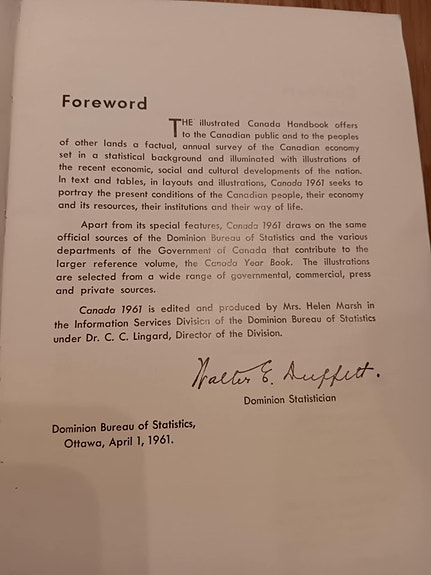 Foreword
THE illustrated Canada Handbook offers
to the Canadian public and to the peoples
of other lands a factual, annual survey of the Canadian economy
set in a statistical background and illuminated with illustrations of
the recent economic, social and cultural developments of the nation.
In text and tables, in layouts and illustrations, Canada 1961 seeks to
portray the present conditions of the Canadian people, their economy
and its resources, their institutions and their way of life.
Apart from its special features, Canada 1961 draws on the same
official sources of the Dominion Bureau of Statistics and the various
departments of the Government of Canada that contribute to the
larger reference volume, the Canada Year Book. The illustrations
are selected from a wide range of governmental, commercial, press
and private sources.
Canada 1961 is edited and produced by Mrs. Helen Marsh in
the Information Services Division of the Dominion Bureau of Statistics
under Dr. C. C. Lingard, Director of the Division.
Walter E. Duffett.
Dominion Statistician
Dominion Bureau of Statistics,
Ottawa, April 1, 1961.